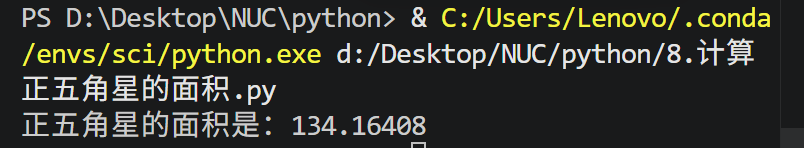 PS D:\Desktop\NUC\python> & C:/Users/Lenovo/.conda
/envs/sci/python.exe d:/Desktop/NUC/python/8.计算
正五角星的面积.py
正五角星的面积是：134.16408